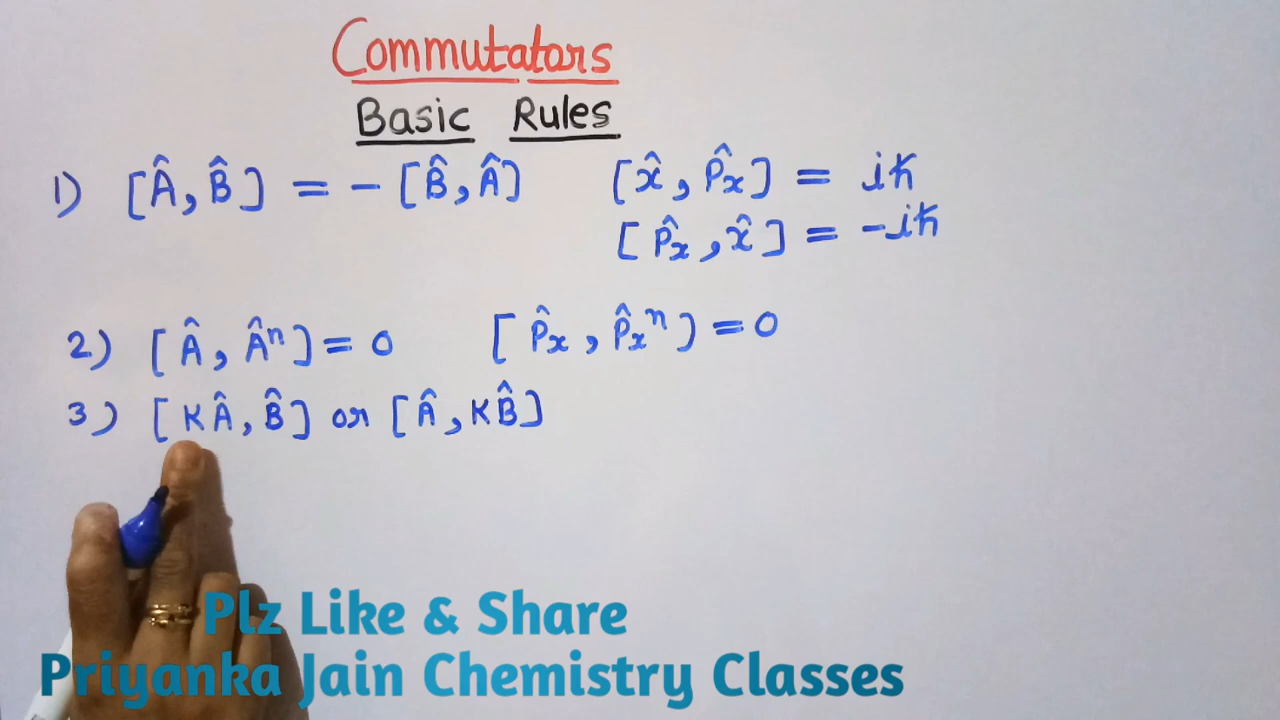 Commutators
Basic Rules
1) [Â, B̂] = - [B̂, Â] [x̂, P̂x] = iħ
[P̂x, x̂] = -iħ
2) [Â, Âⁿ] = 0 [P̂x, P̂xⁿ] = 0
3) [KÂ, B̂] or [Â, KB̂]
Plz Like & Share
Priyanka Jain Chemistry Classes